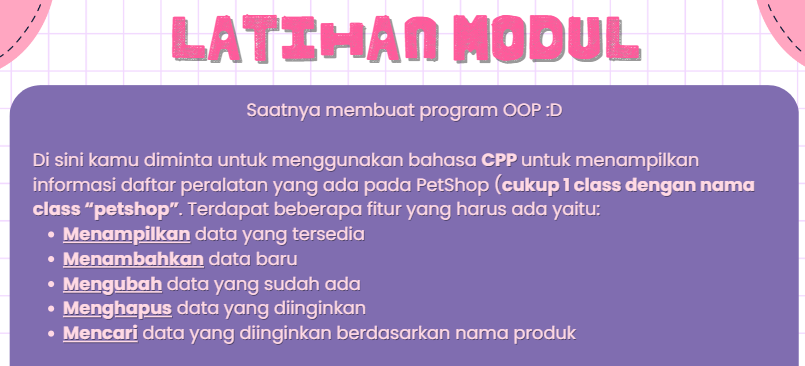 LATIHAN MODUL
Saatnya membuat program OOP :D
Di sini kamu diminta untuk menggunakan bahasa CPP untuk menampilkan
informasi daftar peralatan yang ada pada PetShop (cukup 1 class dengan nama
class “petshop”. Terdapat beberapa fitur yang harus ada yaitu:
• Menampilkan data yang tersedia
• Menambahkan data baru
• Mengubah data yang sudah ada
• Menghapus data yang diinginkan
• Mencari data yang diinginkan berdasarkan nama produk